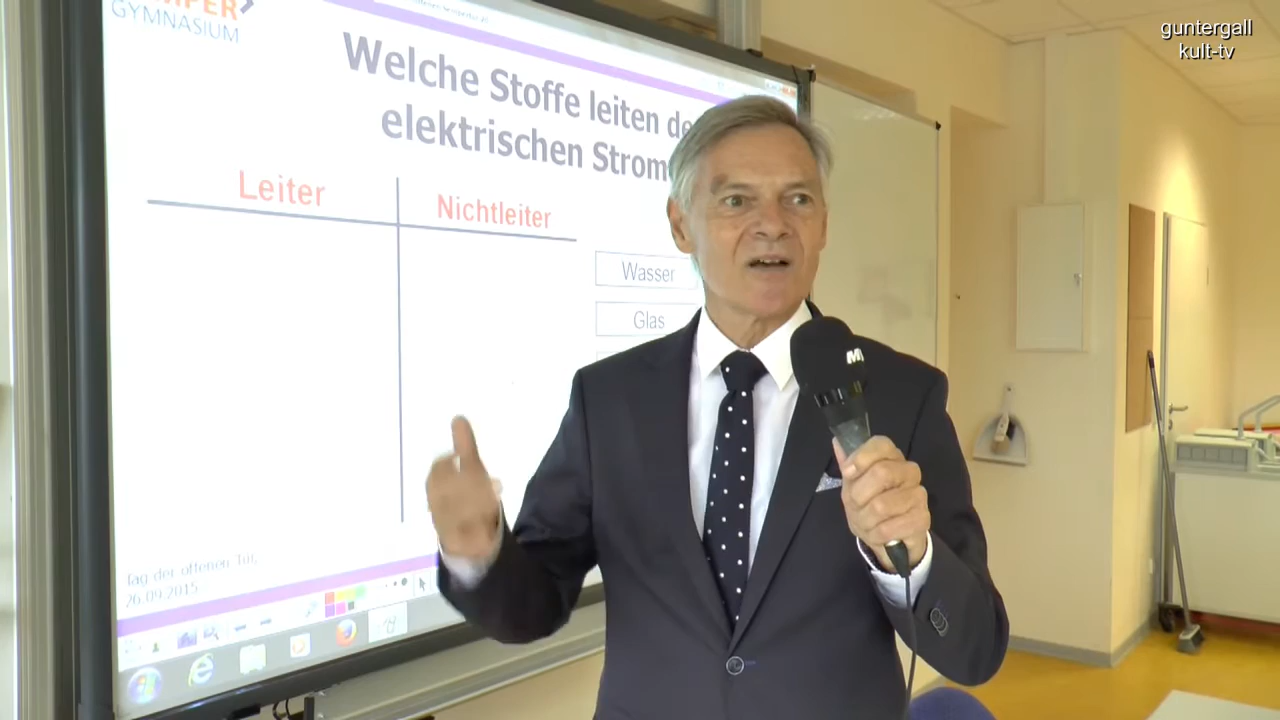 GYMNASIUM
Welche Stoffe leiten
elektrischen Strom
Leiter
Nichtleiter
Wasser
Glas
Tag der offenen Tür,
26.09.2015
guntergall
kult-tv
M